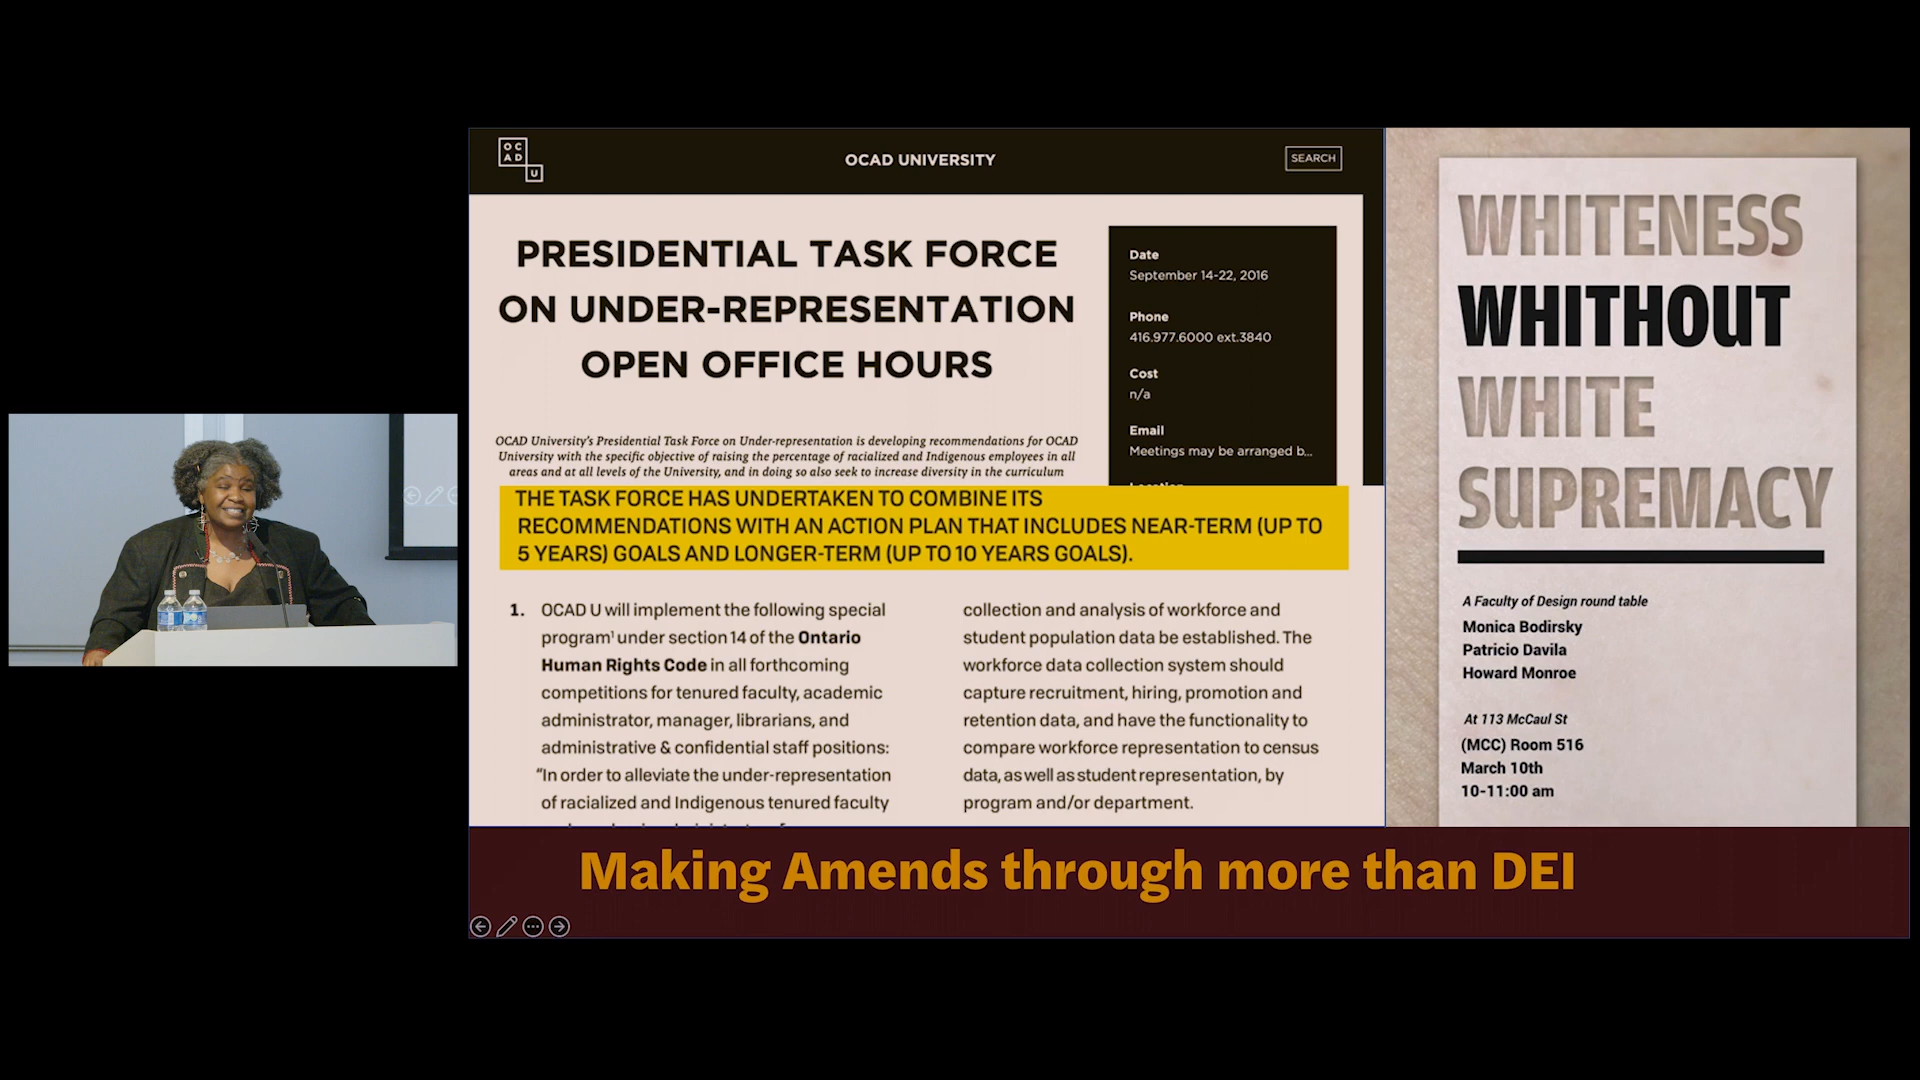 OC
AD
U
OCAD UNIVERSITY
SEARCH
PRESIDENTIAL TASK FORCE
ON UNDER-REPRESENTATION
OPEN OFFICE HOURS
Date
September 14-22, 2016
Phone
416.977.6000 ext.3840
Cost
n/a
Email
Meetings may be arranged b...
OCAD University's Presidential Task Force on Under-representation is developing recommendations for OCAD
University with the specific objective of raising the percentage of racialized and Indigenous employees in all
areas and at all levels of the University, and in doing so also seek to increase diversity in the curriculum
THE TASK FORCE HAS UNDERTAKEN TO COMBINE ITS
RECOMMENDATIONS WITH AN ACTION PLAN THAT INCLUDES NEAR-TERM (UP TO
5 YEARS) GOALS AND LONGER-TERM (UP TO 10 YEARS GOALS).
1. OCAD U will implement the following special
program¹ under section 14 of the Ontario
Human Rights Code in all forthcoming
competitions for tenured faculty, academic
administrator, manager, librarians, and
administrative & confidential staff positions:
“In order to alleviate the under-representation
of racialized and Indigenous tenured faculty
collection and analysis of workforce and
student population data be established. The
workforce data collection system should
capture recruitment, hiring, promotion and
retention data, and have the functionality to
compare workforce representation to census
data, as well as student representation, by
program and/or department.
WHITENESS
WHITHOUT
WHITE
SUPREMACY
A Faculty of Design round table
Monica Bodirsky
Patricio Davila
Howard Monroe
At 113 McCaul St
(MCC) Room 516
March 10th
10-11:00 am
Making Amends through more than DEI